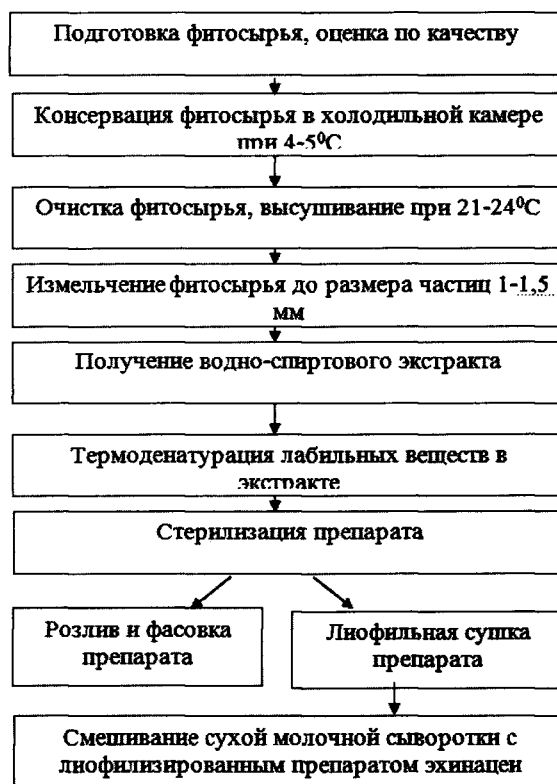 Подготовка фитосырья, оценка по качеству
Консервация фитосырья в холодильной камере
при 4-5⁰С
Очистка фитосырья, высушивание при 21-24⁰С
Измельчение фитосырья до размера частиц 1-1,5
мм
Получение водно-спиртового экстракта
Термоденатурация лабильных веществ в
экстракте
Стерилизация препарата
Розлив и фасовка
препарата
Лиофильная сушка
препарата
Смешивание сухой молочной сыворотки с
лиофилизированным препаратом эхинацеи